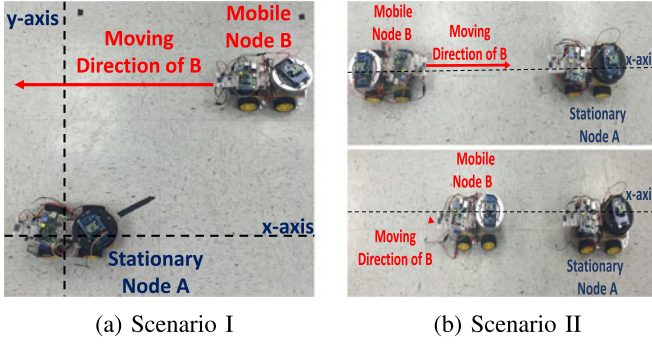 y-axis
Mobile
Node B
Moving
Direction of B
x-axis
Stationary
Node A
(a) Scenario I
Mobile
Node B
Moving
Direction of B
x-axi
Stationary
Node A
Mobile
Node B
x-axi
Moving
Direction of B
Stationary
Node A
(b) Scenario II